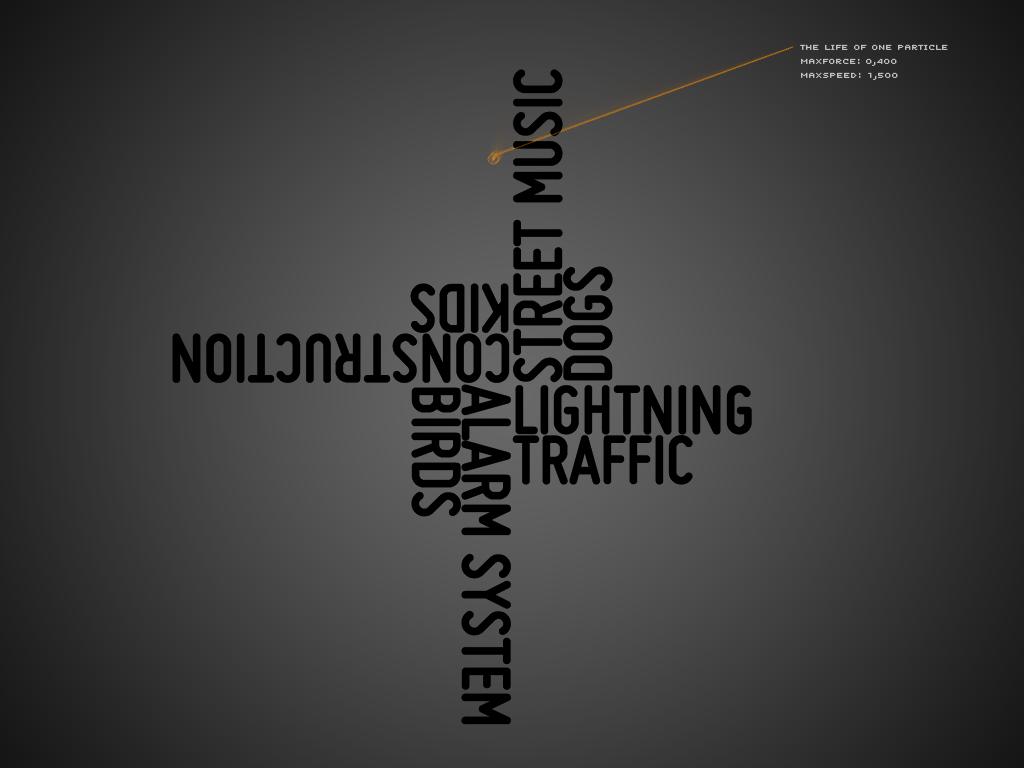 THE LIFE OF ONE PARTICLE
MAXFORCE: 0,400
MAXSPEED: 1,500
STREET MUSIC
DOGS
KIDS
CONSTRUCTION
LIGHTNING
TRAFFIC
ALARM SYSTEM
BIRDS